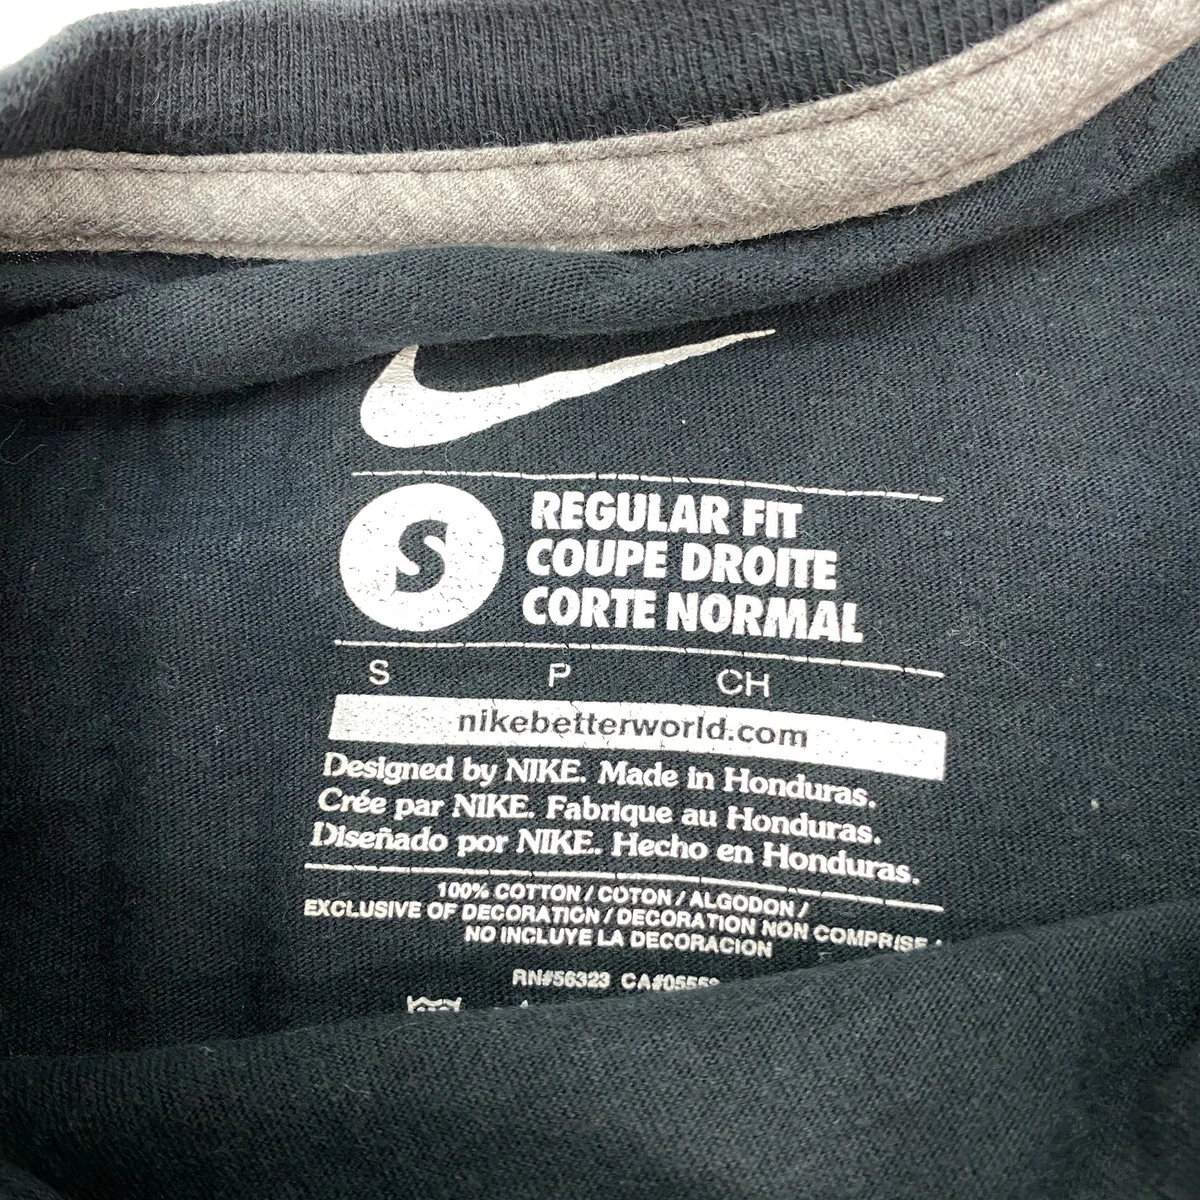 S
REGULAR FIT
COUPE DROITE
CORTE NORMAL
S P CH
nikebetterworld.com
Designed by NIKE. Made in Honduras.
Crée par NIKE. Fabrique au Honduras.
Diseñado por NIKE. Hecho en Honduras.
100% COTTON / COTON / ALGODON /
EXCLUSIVE OF DECORATION / DECORATION NON COMPRISE /
NO INCLUYE LA DECORACION
RN#56323